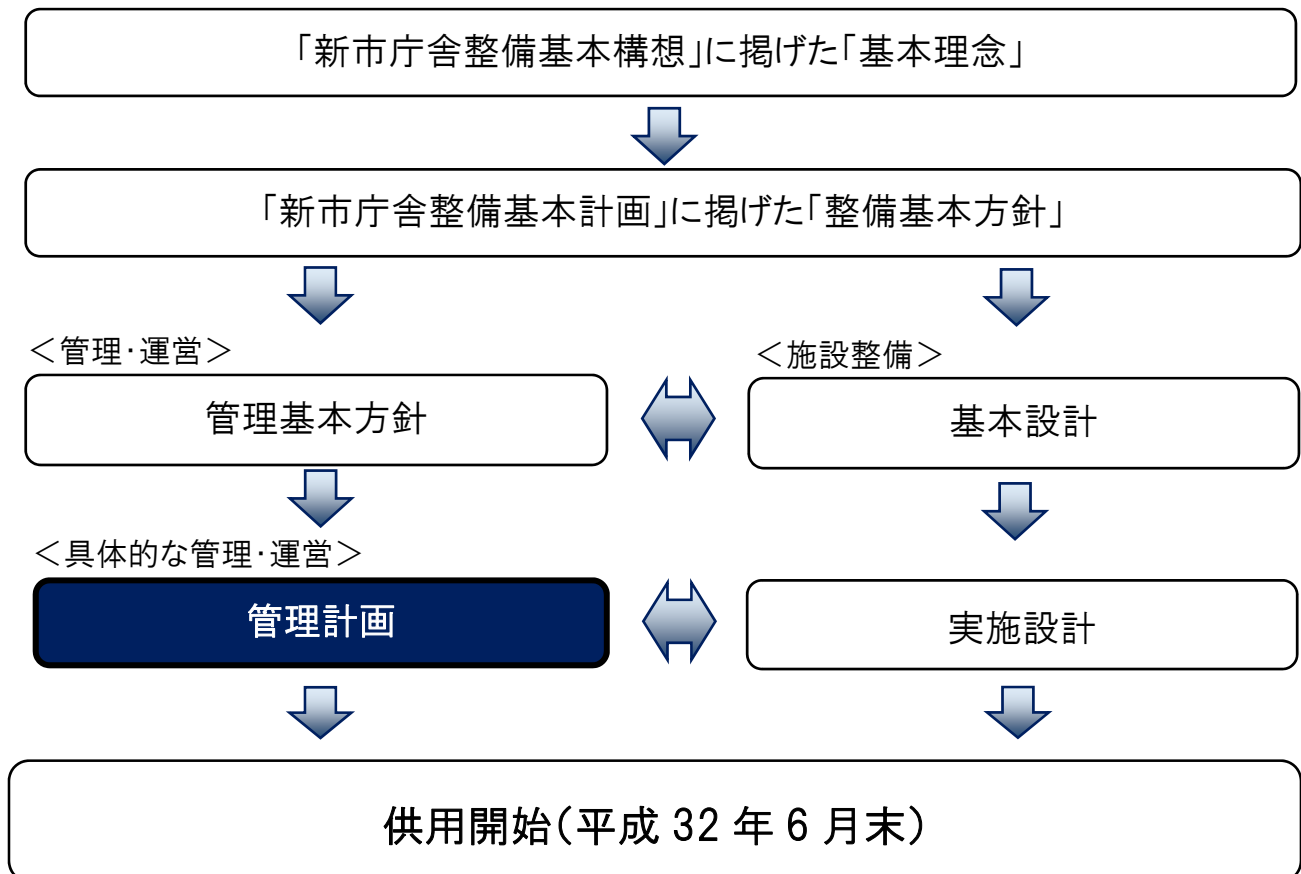 「新市庁舎整備基本構想」に掲げた「基本理念」
「新市庁舎整備基本計画」に掲げた「整備基本方針」
＜管理・運営＞
＜施設整備＞
管理基本方針
基本設計
＜具体的な管理・運営＞
管理計画
実施設計
供用開始（平成 32 年 6 月末）